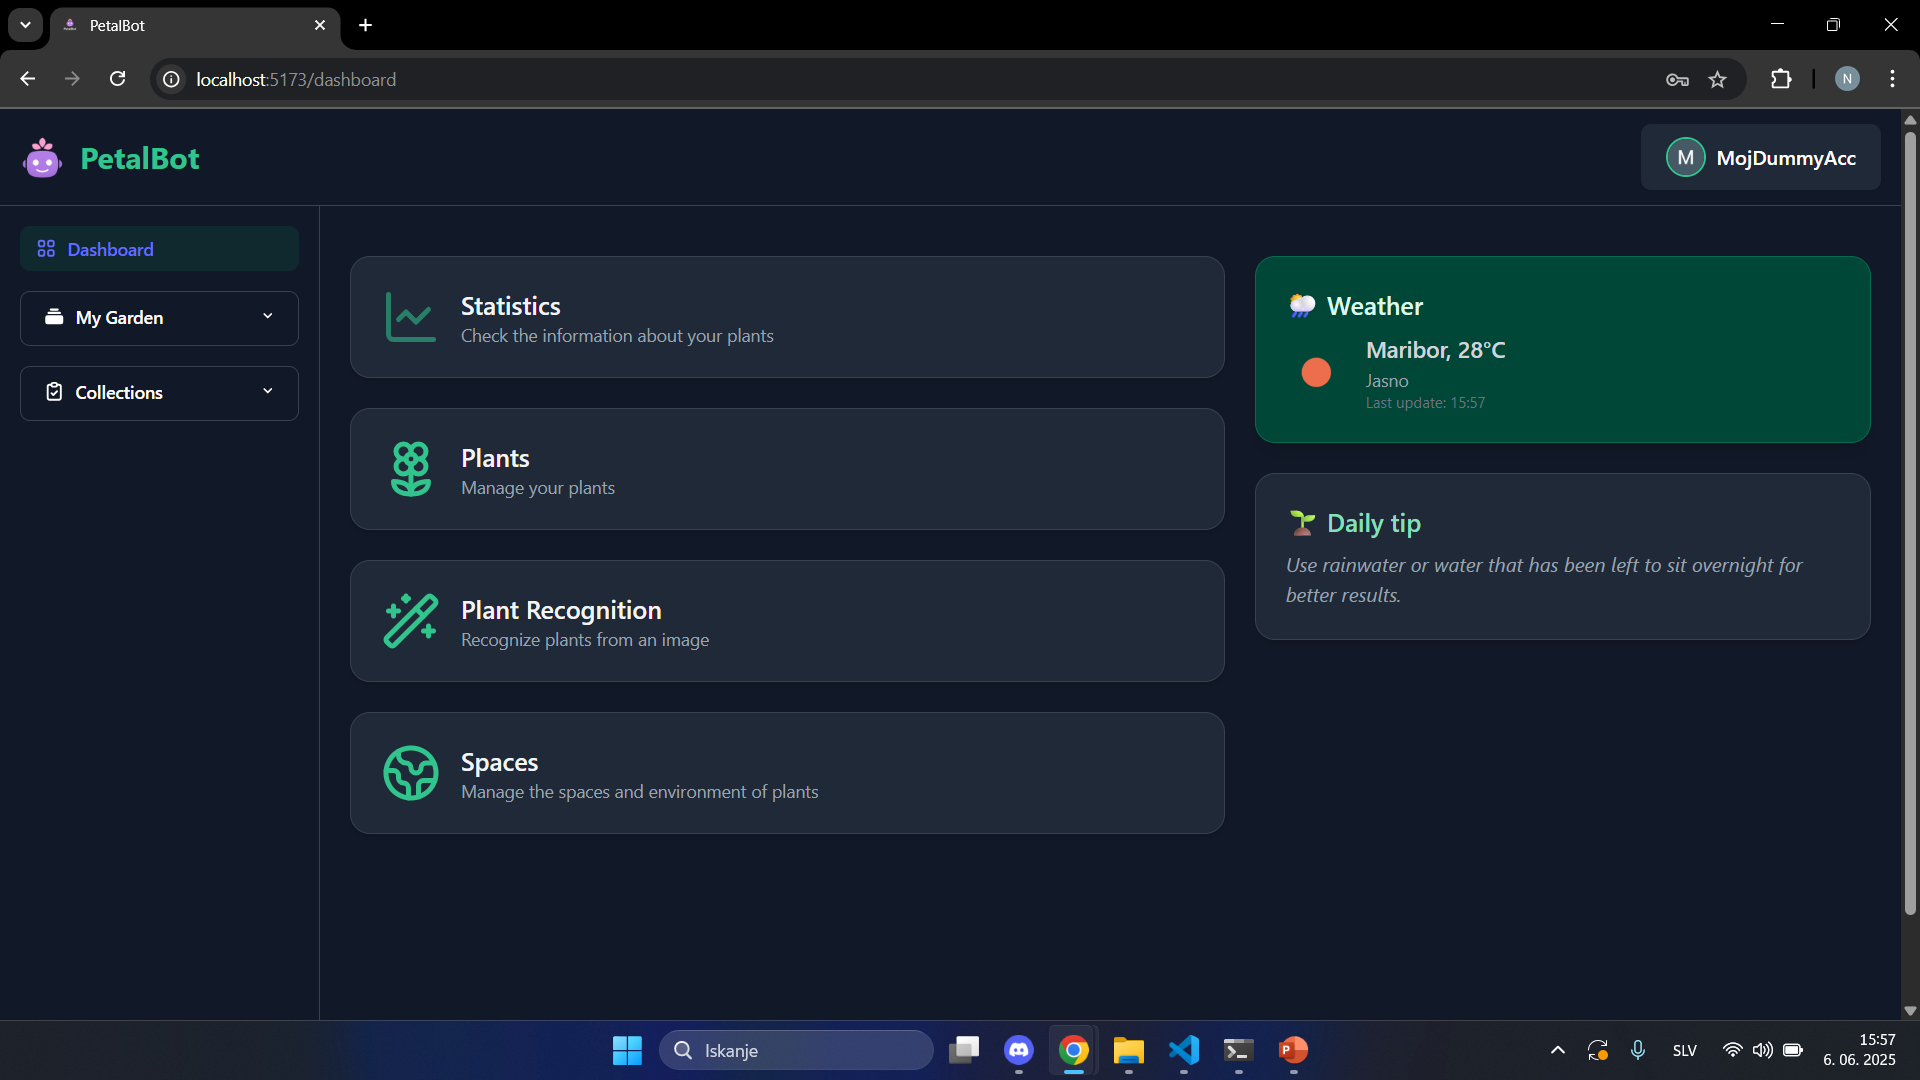 PetalBot
localhost:5173/dashboard
N
PetalBot
M MojDummyAcc
Dashboard
My Garden
Collections
Statistics
Check the information about your plants
Plants
Manage your plants
Plant Recognition
Recognize plants from an image
Spaces
Manage the spaces and environment of plants
Weather
Maribor, 28°C
Jasno
Last update: 15:57
Daily tip
Use rainwater or water that has been left to sit overnight for
better results.
Iskanje
P
SLV
15:57
6. 06. 2025